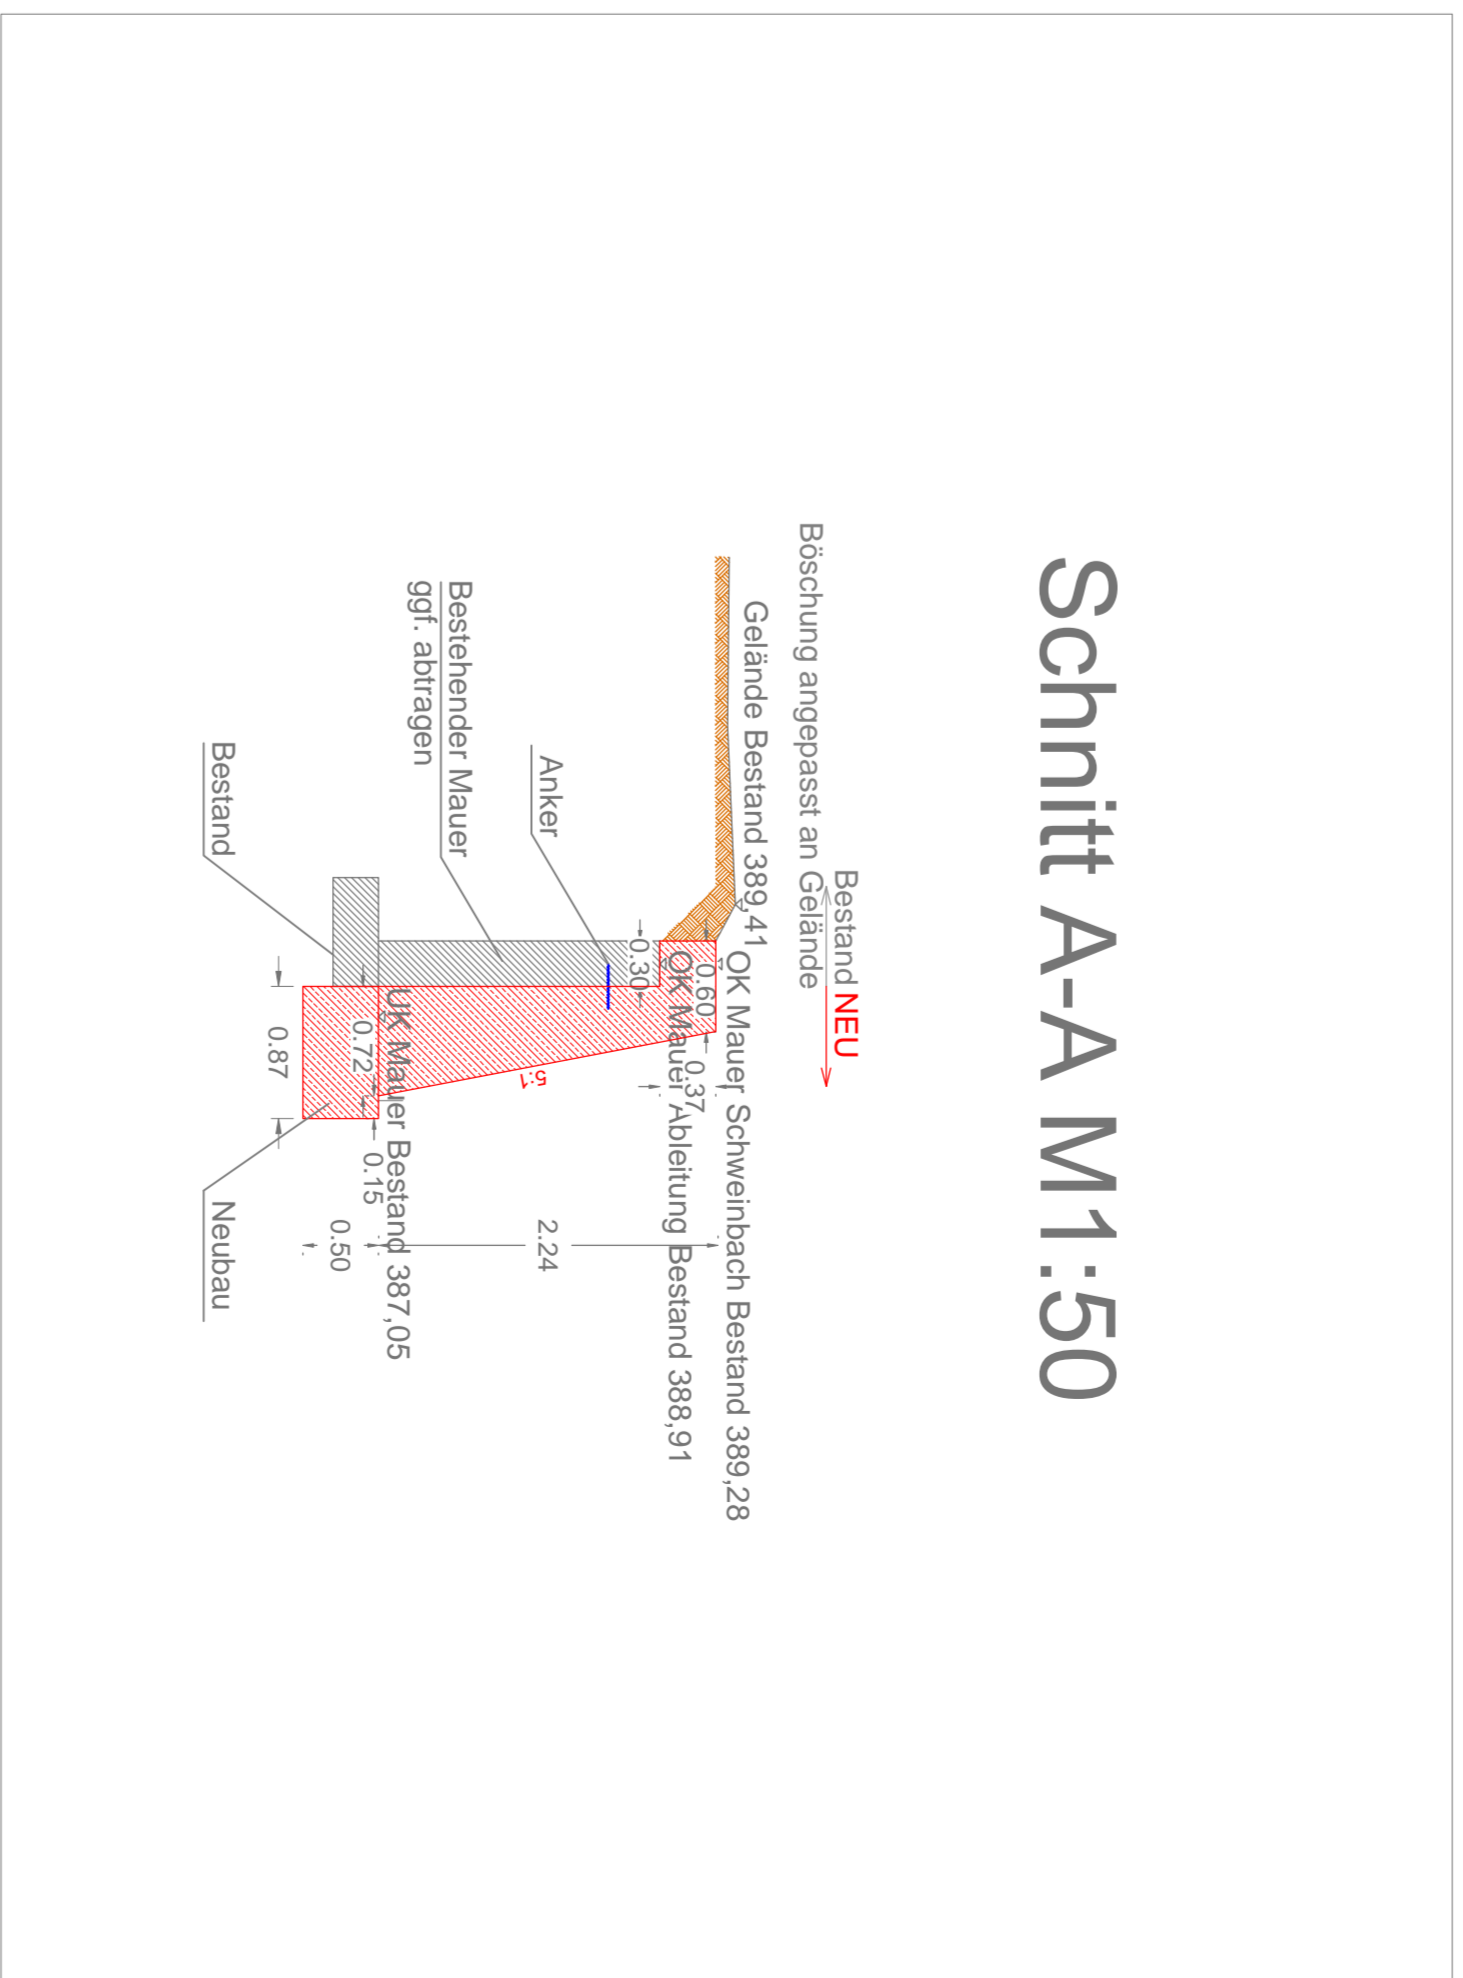 Schnitt A-A M1:50
Bestand NEU
Böschung angepasst an Gelände
Gelände Bestand 389,41
OK Mauer Schweinbach Bestand 389,28
0.60
0.37
OK Mauer Ableitung Bestand 388,91
0.30
Anker
5:1
2.24
Bestehender Mauer
ggf. abtragen
UK Mauer Bestand 387,05
0.72
0.15
0.50
0.87
Bestand
Neubau